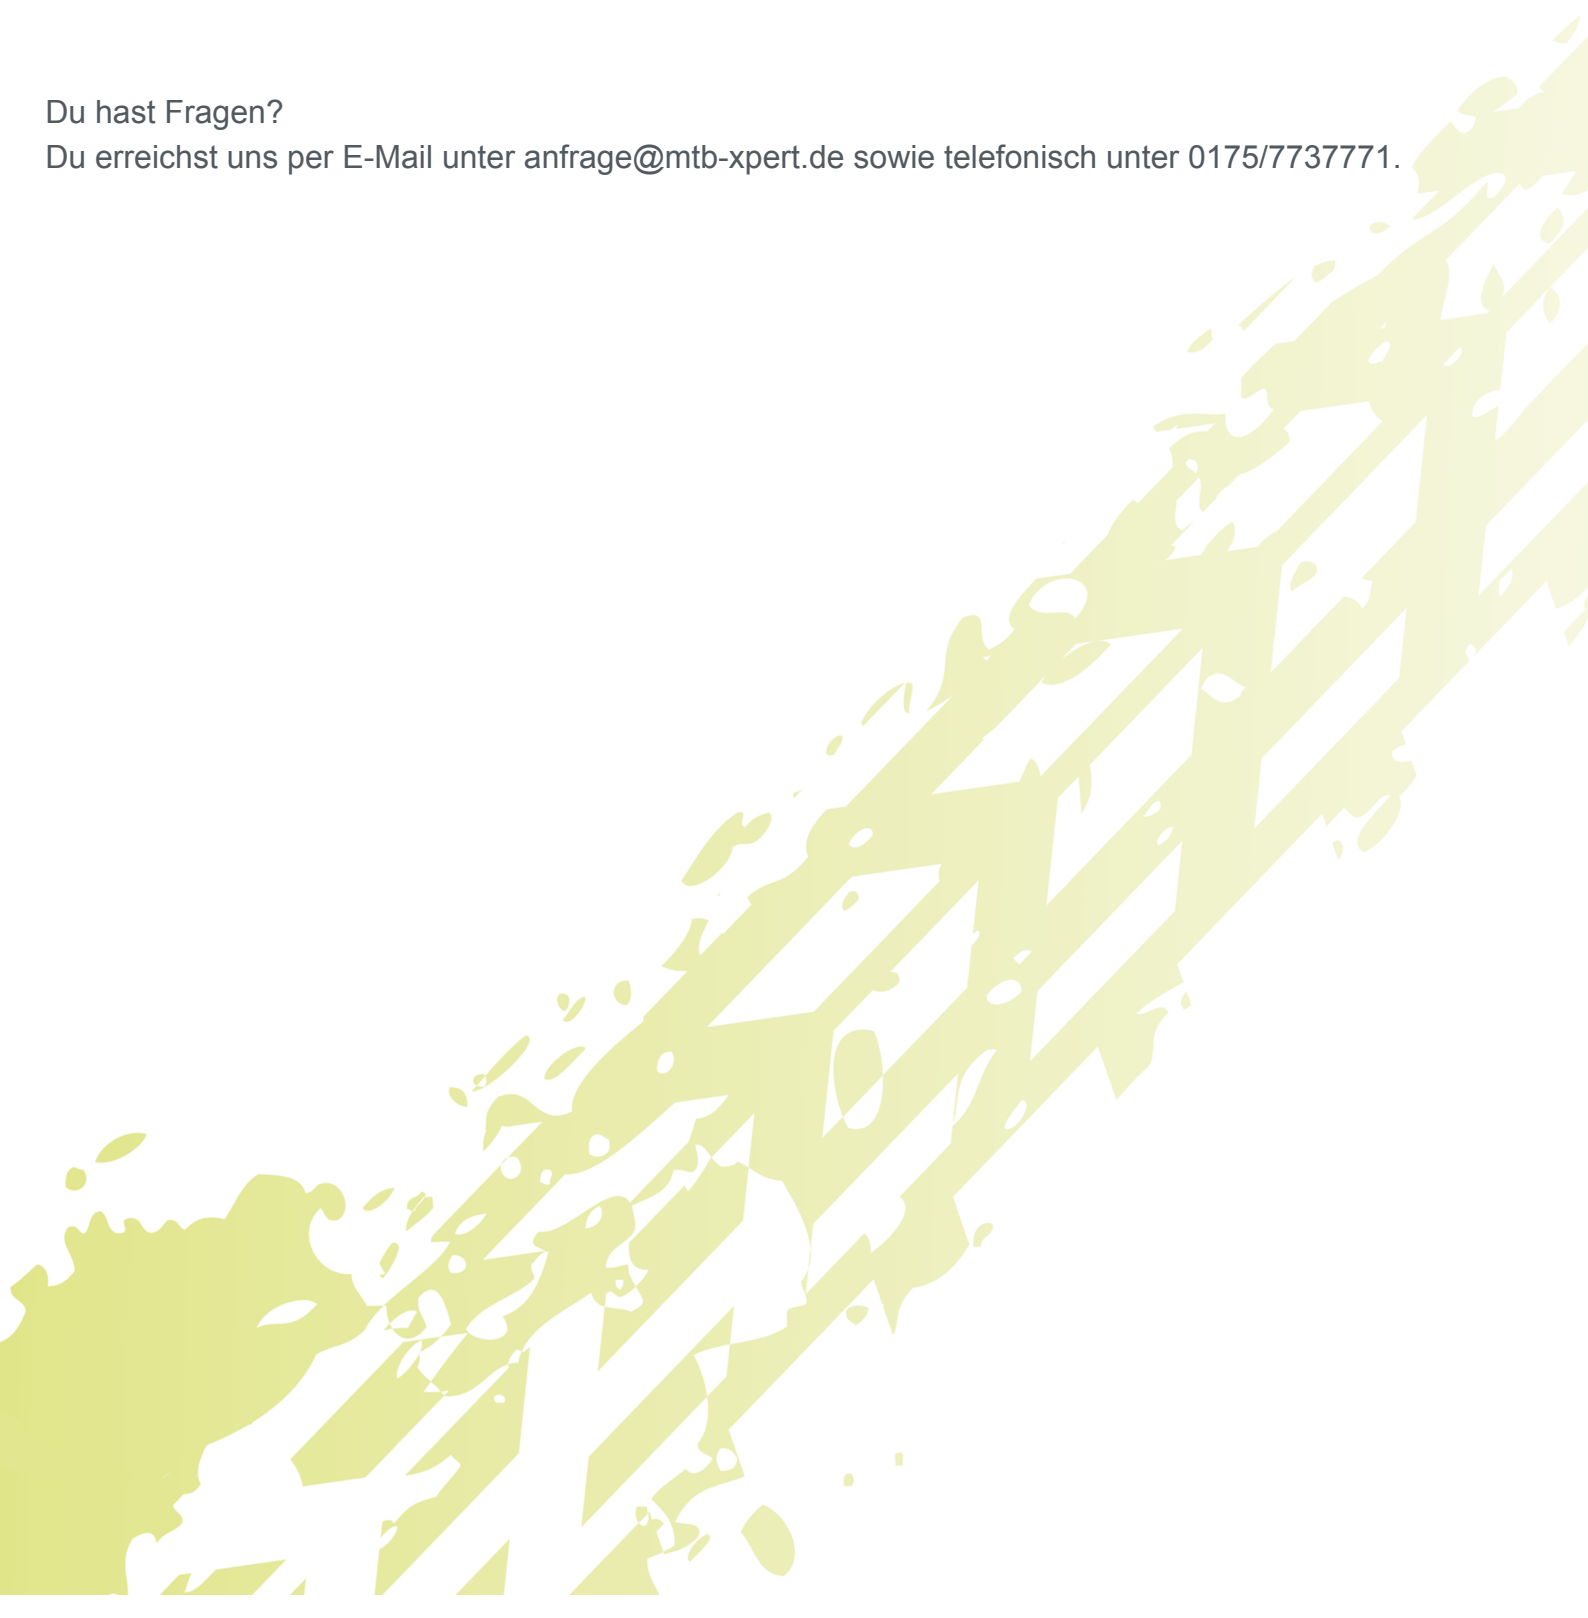 Du hast Fragen?
Du erreichst uns per E-Mail unter anfrage@mtb-xpert.de sowie telefonisch unter 0175/7737771.